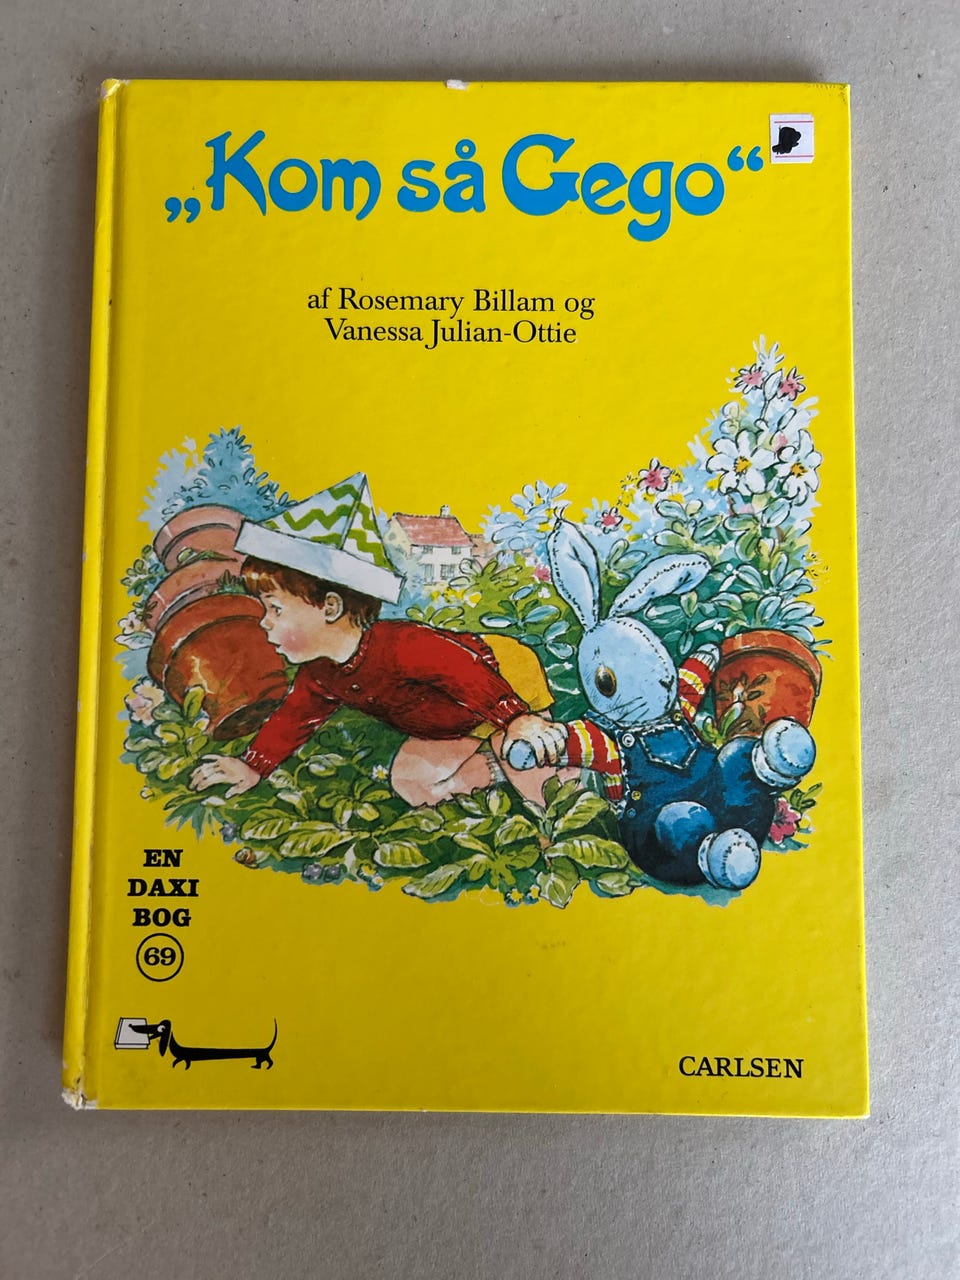 „Kom så Gego“
af Rosemary Billam og
Vanessa Julian-Ottie
EN
DAXI
BOG
69
CARLSEN